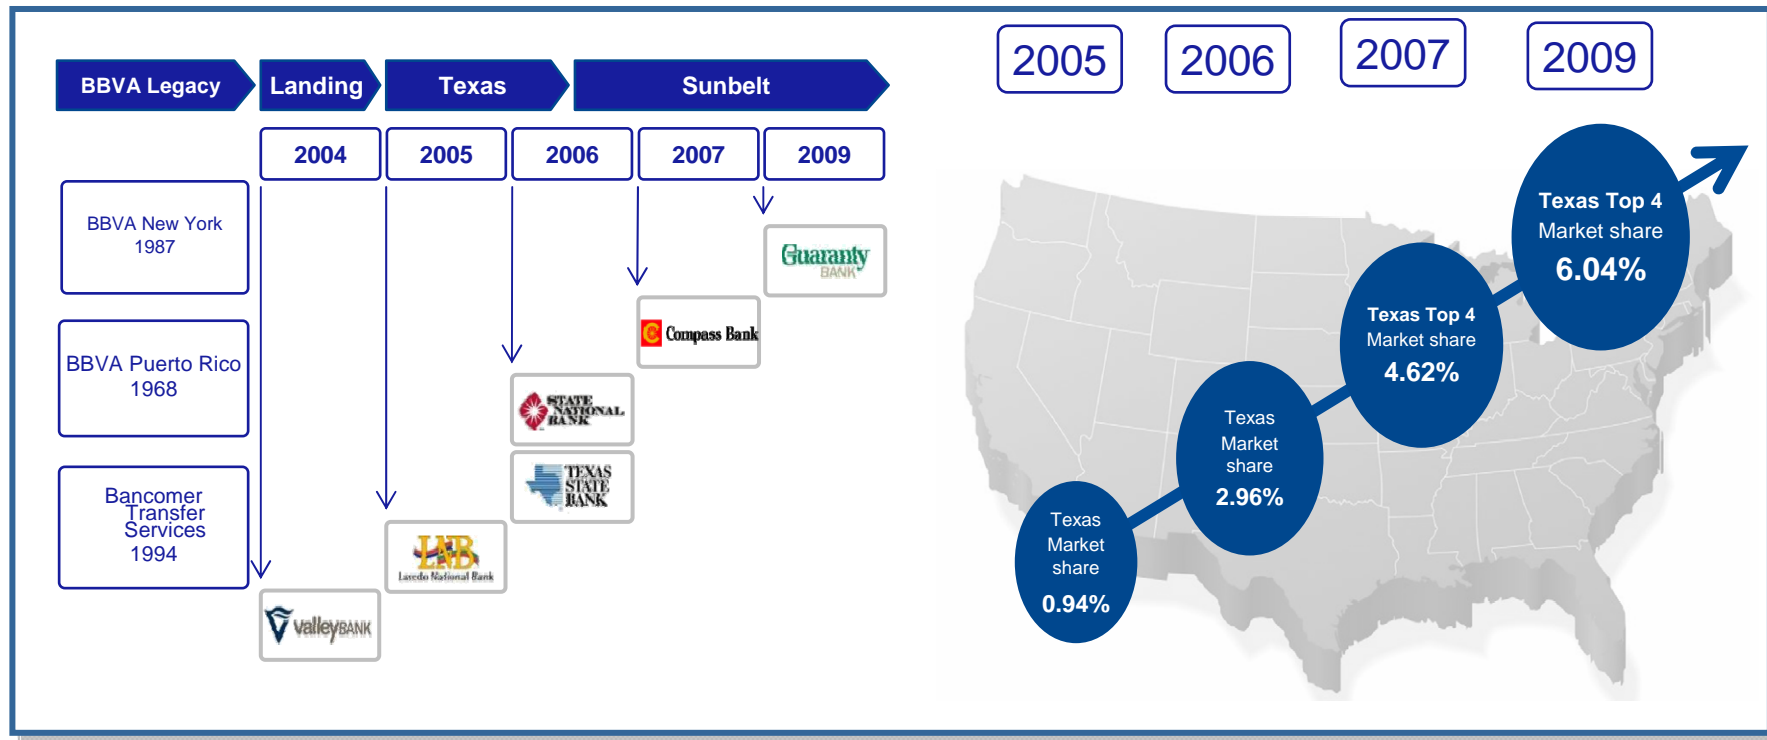 BBVA Legacy
Landing
Texas
Sunbelt
2004
2005
2006
2007
2009
BBVA New York
1987
BBVA Puerto Rico
1968
Bancomer
Transfer
Services
1994
Guaranty
BANK
Compass Bank
STATE
NATIONAL
BANK
TEXAS
STATE
BANK
LNB
Laredo National Bank
valleyBANK
2005
2006
2007
2009
Texas
Market
share
0.94%
Texas
Market
share
2.96%
Texas Top 4
Market share
4.62%
Texas Top 4
Market share
6.04%